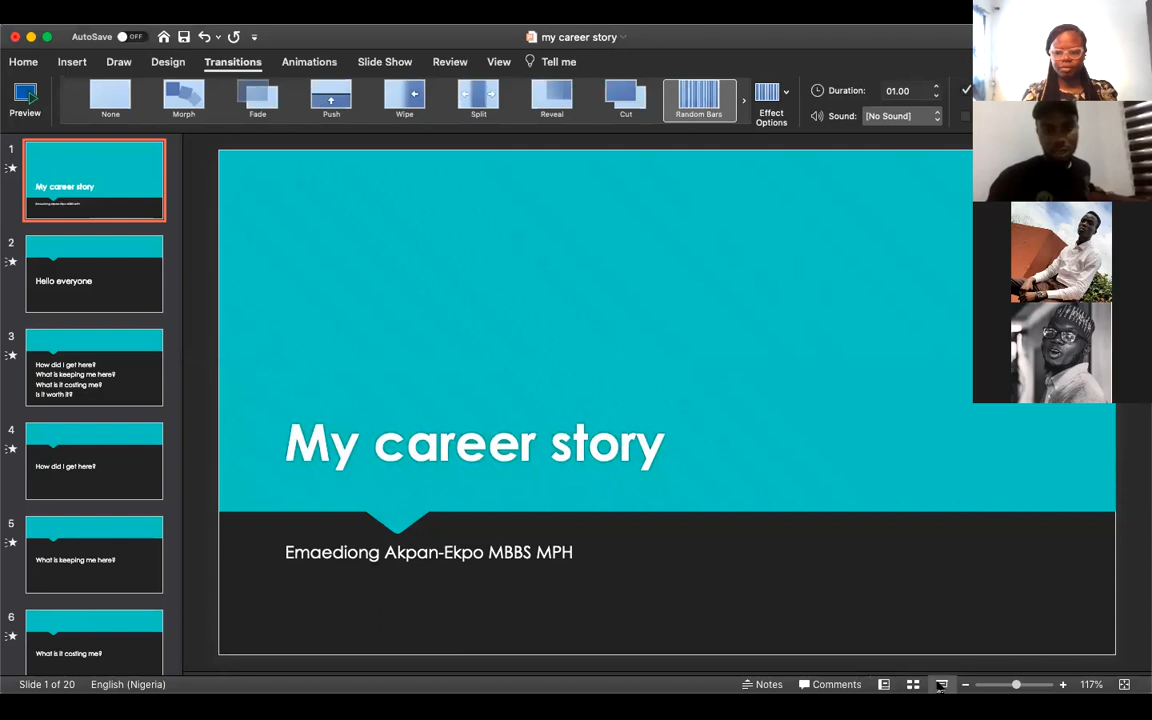 AutoSave OFF
my career story
Home Insert Draw Design Transitions Animations Slide Show Review View Tell me
Preview
None Morph Fade Push Wipe Split Reveal Cut Random Bars
Effect Options
Duration: 01.00
Sound: [No Sound]
1
My career story
Emaediong Akpan-Ekpo MBBS MPH
2
Hello everyone
3
How did I get here?
What is keeping me here?
What is it costing me?
Is it worth it?
4
How did I get here?
5
What is keeping me here?
6
What is it costing me?
My career story
Emaediong Akpan-Ekpo MBBS MPH
Slide 1 of 20 English (Nigeria) Notes Comments 117%